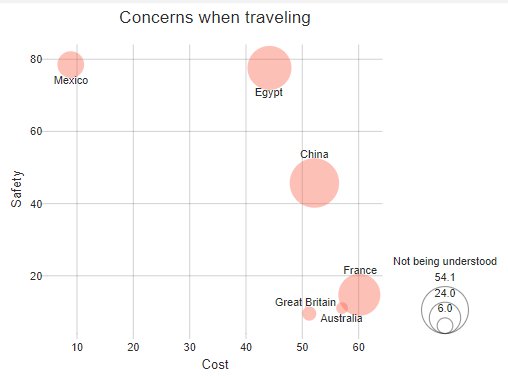 Concerns when traveling
80
60
40
20
Safety
Mexico
Egypt
China
France
Great Britain
Australia
10
20
30
40
50
60
Cost
Not being understood
54.1
24.0
6.0